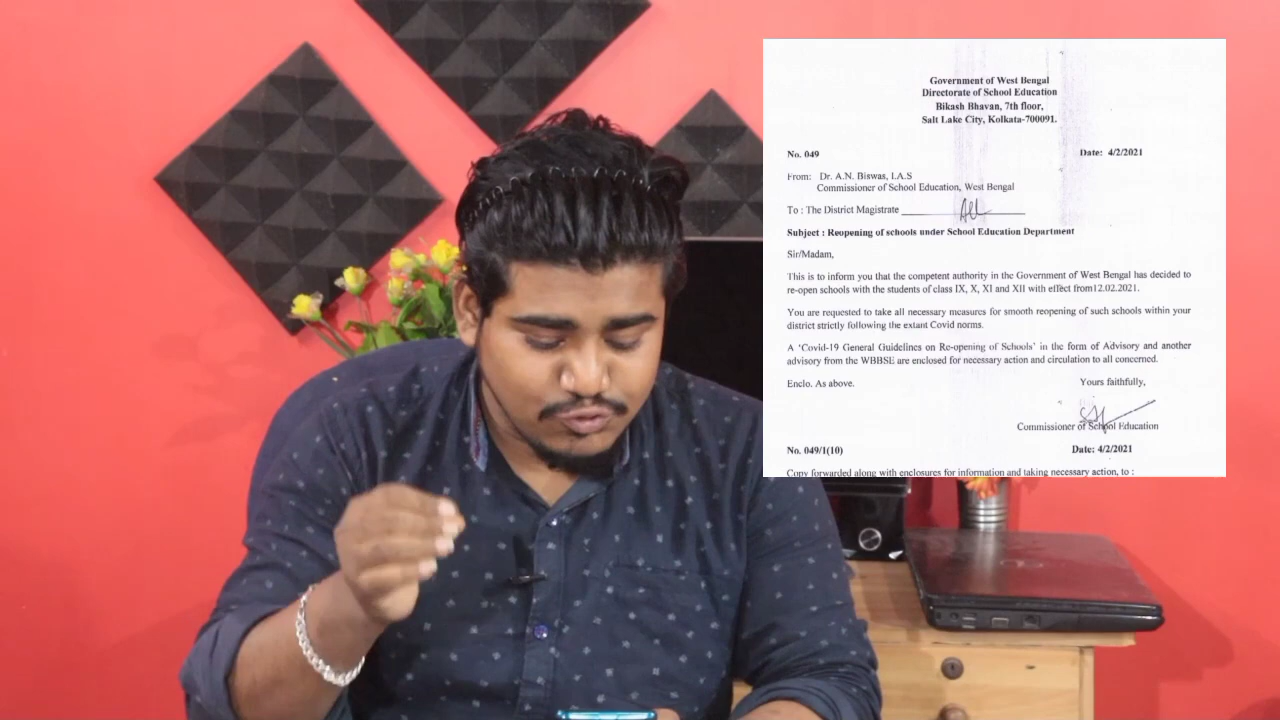 Government of West Bengal
Directorate of School Education
Bikash Bhavan, 7th floor,
Salt Lake City, Kolkata-700091.
No. 049 Date: 4/2/2021
From: Dr. A.N. Biswas, I.A.S
Commissioner of School Education, West Bengal
To : The District Magistrate
Subject : Reopening of schools under School Education Department
Sir/Madam,
This is to inform you that the competent authority in the Government of West Bengal has decided to
re-open schools with the students of class IX, X, XI and XII with effect from12.02.2021.
You are requested to take all necessary measures for smooth reopening of such schools within your
district strictly following the extant Covid norms.
A ‘Covid-19 General Guidelines on Re-opening of Schools’ in the form of Advisory and another
advisory from the WBBSE are enclosed for necessary action and circulation to all concerned.
Enclo. As above. Yours faithfully,
Commissioner of School Education
No. 049/1(10) Date: 4/2/2021
Copy forwarded along with enclosures for information and taking necessary action, to :